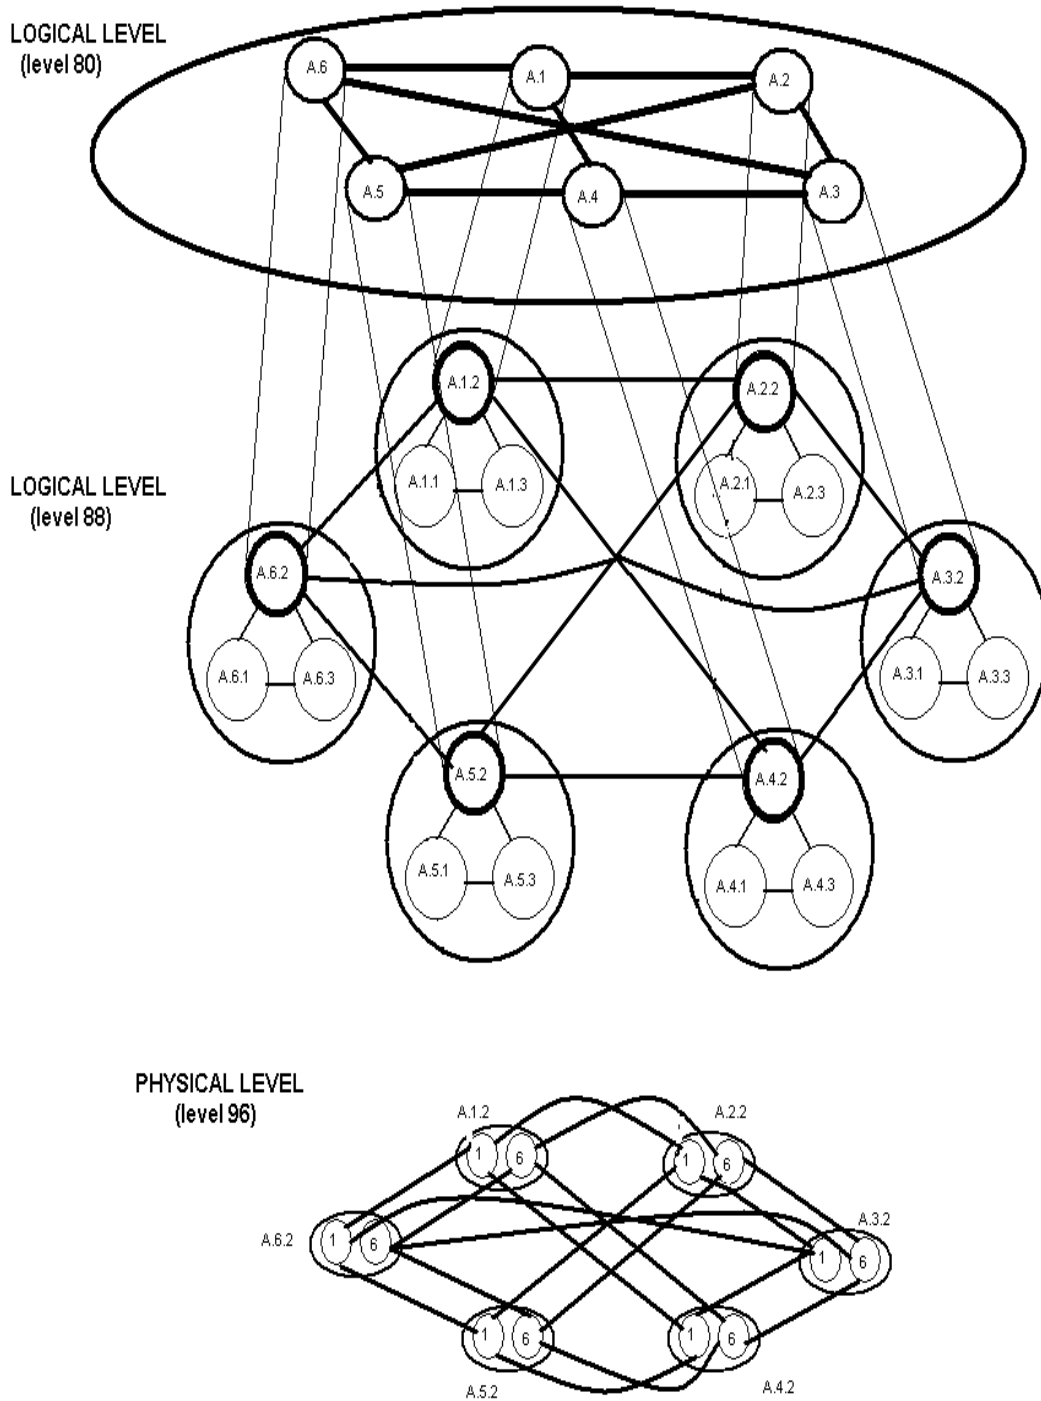 LOGICAL LEVEL
(level 80)
A.6
A.1
A.2
A.5
A.4
A.3
LOGICAL LEVEL
(level 88)
A.1.2
A.2.2
A.1.1
A.1.3
A.2.1
A.2.3
A.6.2
A.3.2
A.6.1
A.6.3
A.3.1
A.3.3
A.5.2
A.4.2
A.5.1
A.5.3
A.4.1
A.4.3
PHYSICAL LEVEL
(level 96)
A.1.2
A.2.2
1
6
1
6
A.6.2
A.3.2
1
6
1
6
1
6
1
6
A.5.2
A.4.2